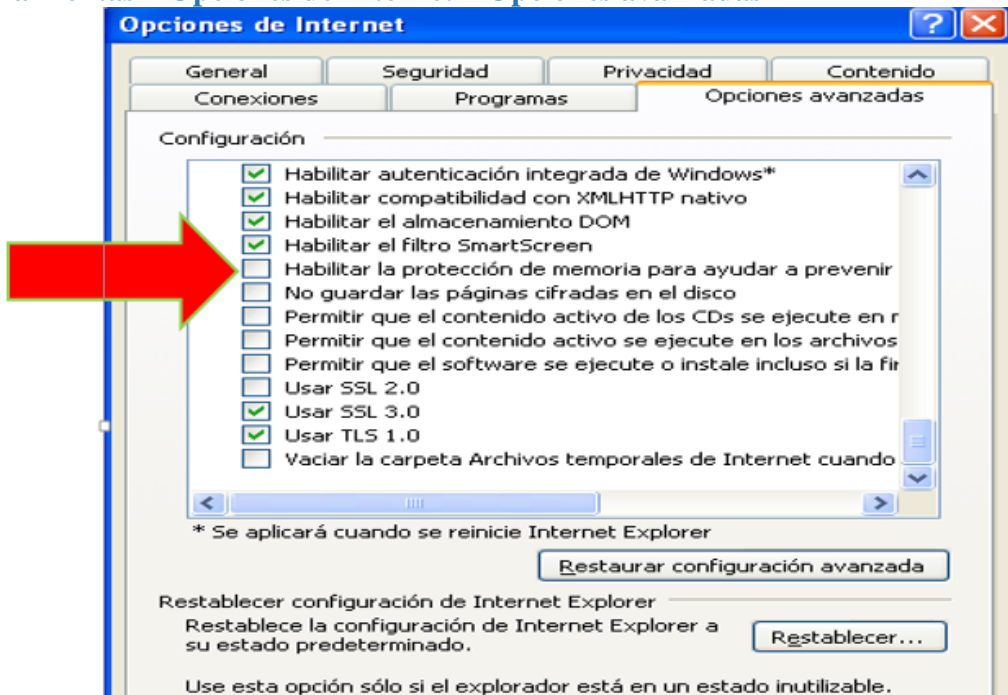 Opciones de Internet
General Seguridad Privacidad Contenido
Conexiones Programas Opciones avanzadas
Configuración
Habilitar autenticación integrada de Windows*
Habilitar compatibilidad con XMLHTTP nativo
Habilitar el almacenamiento DOM
Habilitar el filtro SmartScreen
Habilitar la protección de memoria para ayudar a prevenir
No guardar las páginas cifradas en el disco
Permitir que el contenido activo de los CDs se ejecute en
Permitir que el contenido activo se ejecute en los archivos
Permitir que el software se ejecute o instale incluso si la
Usar SSL 2.0
Usar SSL 3.0
Usar TLS 1.0
Vaciar la carpeta Archivos temporales de Internet cuando
* Se aplicará cuando se reinicie Internet Explorer
Restaurar configuración avanzada
Restablecer configuración de Internet Explorer
Restablece la configuración de Internet Explorer a
su estado predeterminado.
Restablecer...
Use esta opción sólo si el explorador está en un estado inutilizable.